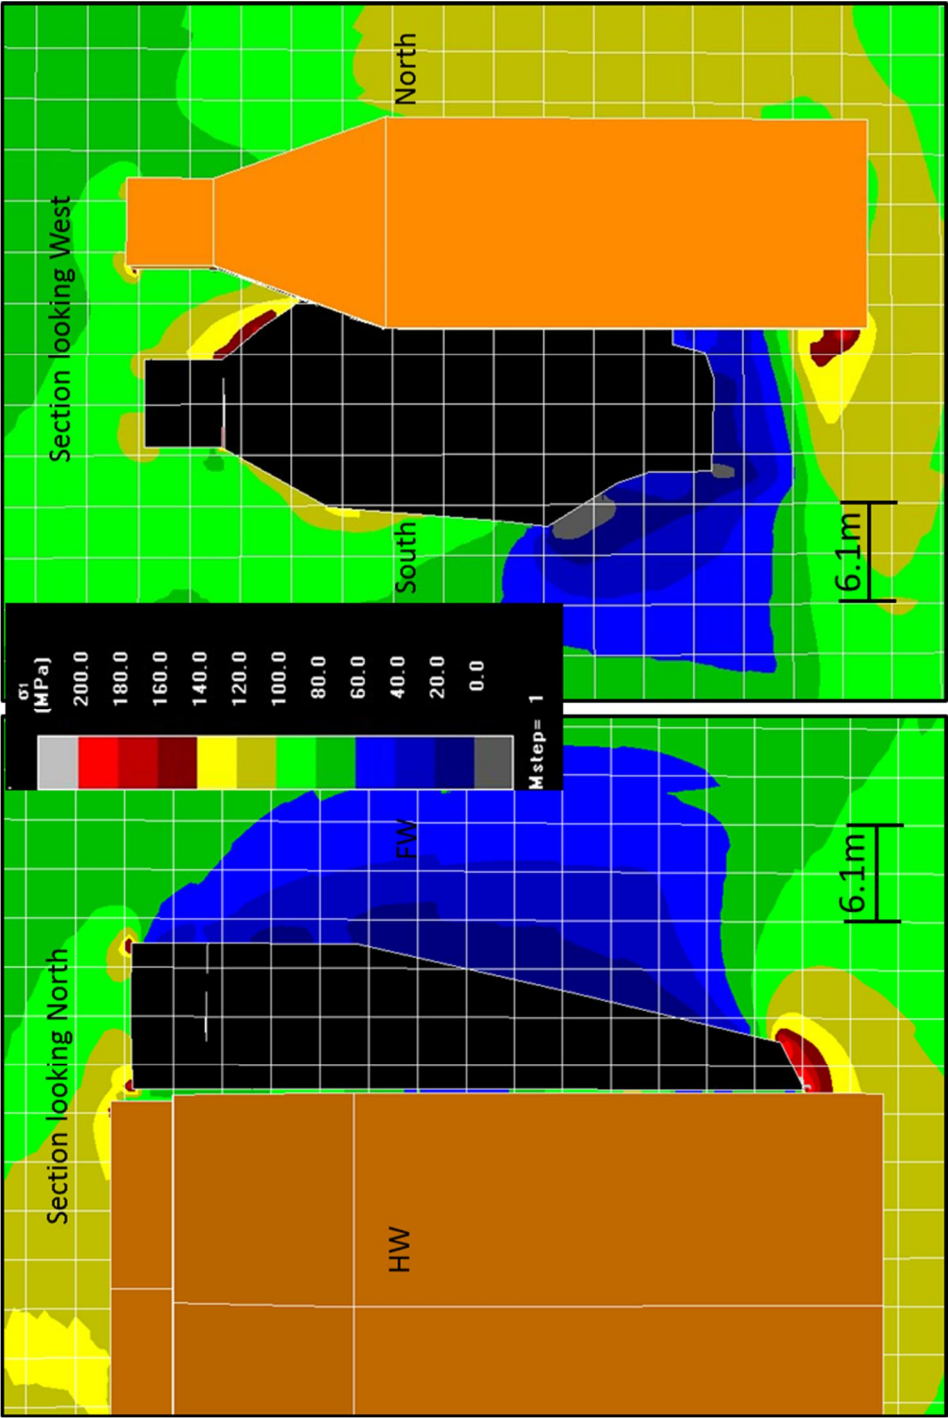 Section looking North
FW
HW
6.1m
σ1
(MPa)
200.0
180.0
160.0
140.0
120.0
100.0
80.0
60.0
40.0
20.0
0.0
Mstep= 1
Section looking West
South
North
6.1m